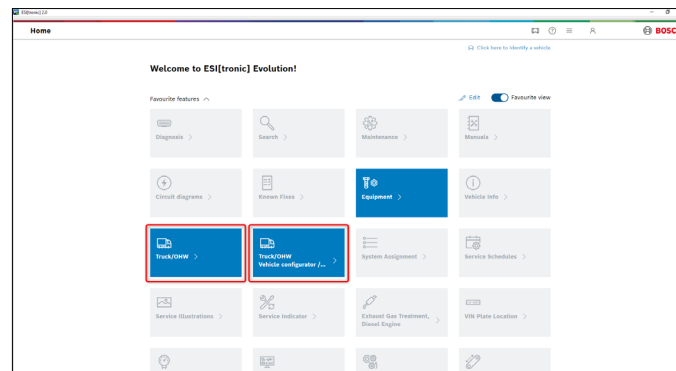 ESI[tronic] 2.0
Home
BOSC
Click here to identify a vehicle
Welcome to ESI[tronic] Evolution!
Favourite features
Edit
Favourite view
Diagnosis >
Search >
Maintenance >
Manuals >
Circuit diagrams >
Known Fixes >
Equipment >
Vehicle Info >
Truck/OHW >
Truck/OHW
Vehicle configurator /... >
System Assignment >
Service Schedules >
Service Illustrations >
Service Indicator >
Exhaust Gas Treatment,
Diesel Engine >
VIN Plate Location >